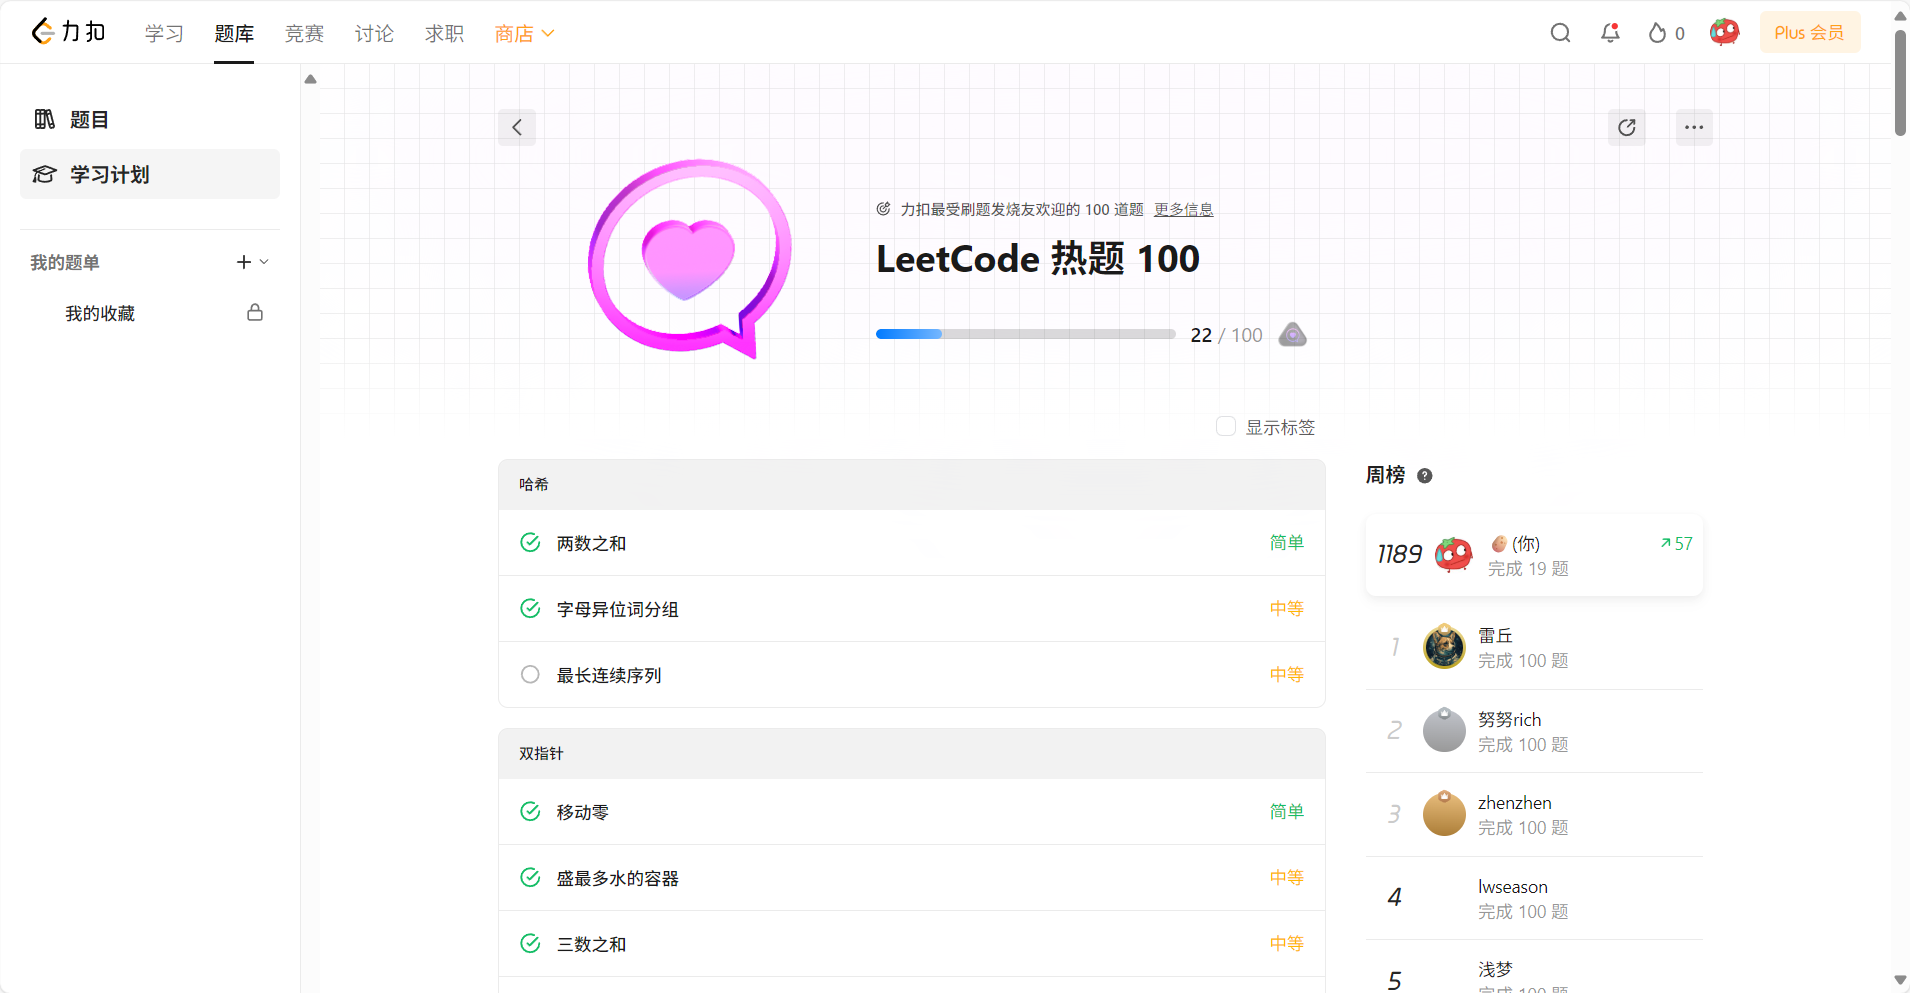 力扣
学习 题库 竞赛 讨论 求职 商店
0
Plus 会员
题目
学习计划
我的题单
我的收藏
力扣最受刷题发烧友欢迎的 100 道题 更多信息
LeetCode 热题 100
22 / 100
显示标签
哈希
两数之和 简单
字母异位词分组 中等
最长连续序列 中等
双指针
移动零 简单
盛最多水的容器 中等
三数之和 中等
周榜 ?
1189 🥔 (你) 57
完成 19 题
1 雷丘
完成 100 题
2 努努rich
完成 100 题
3 zhenzhen
完成 100 题
4 lwseason
完成 100 题
5 浅梦
完成 100 题